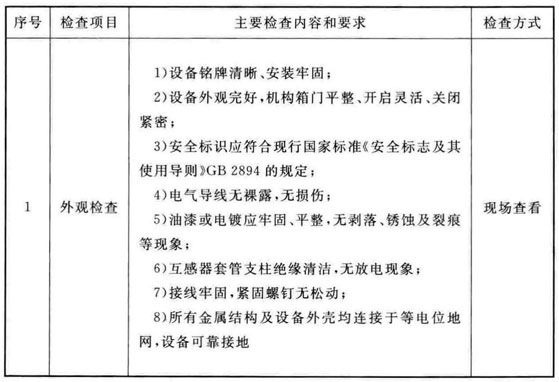 序号 检查项目 主要检查内容和要求 检查方式
1)设备铭牌清晰、安装牢固;
2)设备外观完好,机构箱门平整、开启灵活、关闭
紧密;
3)安全标识应符合现行国家标准《安全标志及其
使用导则》GB 2894 的规定;
4)电气导线无裸露,无损伤;
1 外观检查 现场查看
5)油漆或电镀应牢固、平整,无剥落、锈蚀及裂痕
等现象;
6)互感器套管支柱绝缘清洁,无放电现象;
7)接线牢固,紧固螺钉无松动;
8)所有金属结构及设备外壳均连接于等电位地
网,设备可靠接地